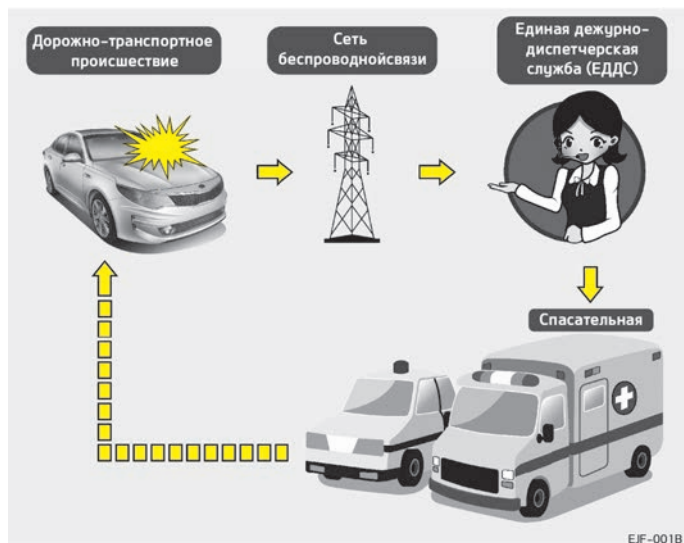 Дорожно-транспортное
происшествие
Сеть
беспроводнойсвязи
Единая дежурно-
диспетчерская
служба (ЕДДС)
Спасательная
EJF-001B